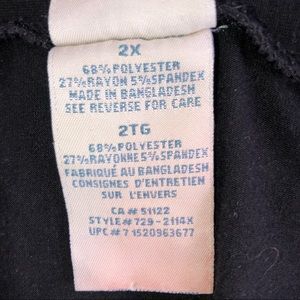 2X
68% POLYESTER
27% RAYON 5% SPANDEX
MADE IN BANGLADESH
SEE REVERSE FOR CARE
2TG
68% POLYESTER
27% RAYONNE 5% SPANDEX
FABRIQUÉ AU BANGLADESH
CONSIGNES D'ENTRETIEN
SUR L'ENVERS
CA# 51122
STYLE# 729-2114X
UPC# 7 1520963677